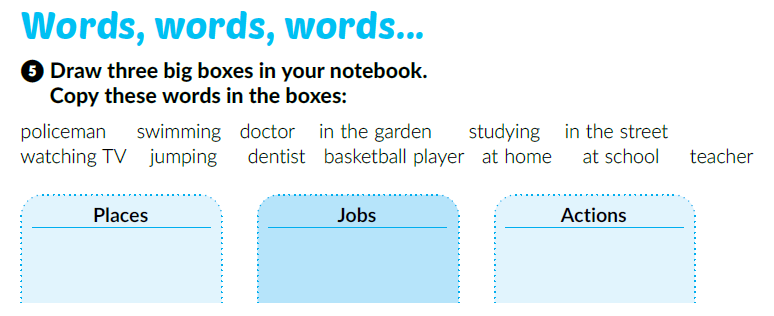 Words, words, words...
5 Draw three big boxes in your notebook.
Copy these words in the boxes:
policeman swimming doctor in the garden studying in the street
watching TV jumping dentist basketball player at home at school teacher
Places Jobs Actions